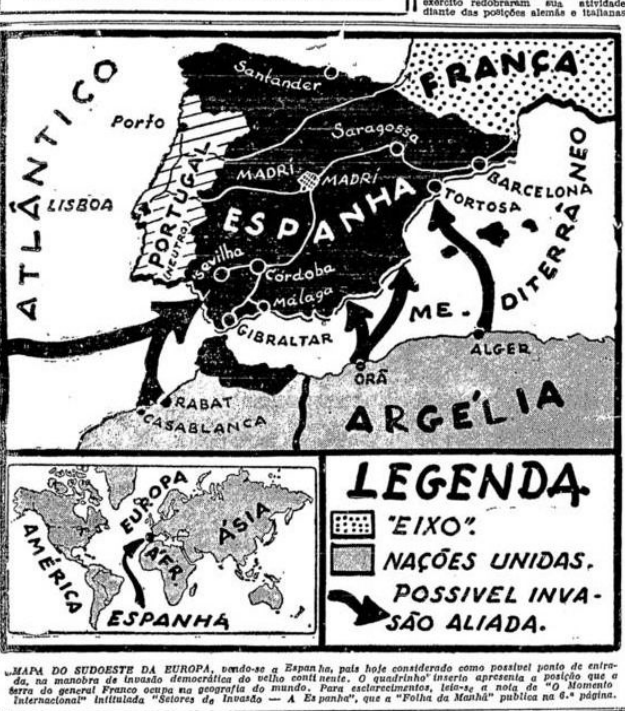 exército redobraram sua atividade
diante das posições alemãs e italianas
ATLÂNTICO
Santander
FRANÇA
Porto
Saragossa
PORTUGAL
(NEUTRO)
MADRÍ
MADRÍ
BARCELONA
TORTOSA
LISBOA
ESPANHA
MEDITERRÂNEO
Sevilha
Córdoba
Málaga
GIBRALTAR
ALGER
ORÃ
RABAT
CASABLANCA
ARGÉLIA
EUROPA
ÁSIA
AMÉRICA
ÁFR.
ESPANHA
LEGENDA
"EIXO".
NAÇÕES UNIDAS.
POSSIVEL INVA-
SÃO ALIADA.
MAPA DO SUDOESTE DA EUROPA, vendo-se a Espanha, país hoje considerado como possivel ponto de entra-
da, na manobra de invasão democrática do velho continente. O quadrinho inserto apresenta a posição que a
terra do general Franco ocupa na geografia do mundo. Para esclarecimentos, leia-se a nota de "O Momento
Internacional" intitulada "Setores de Invasão — A Espanha", que a "Folha da Manhã" publica na 6.ª página.